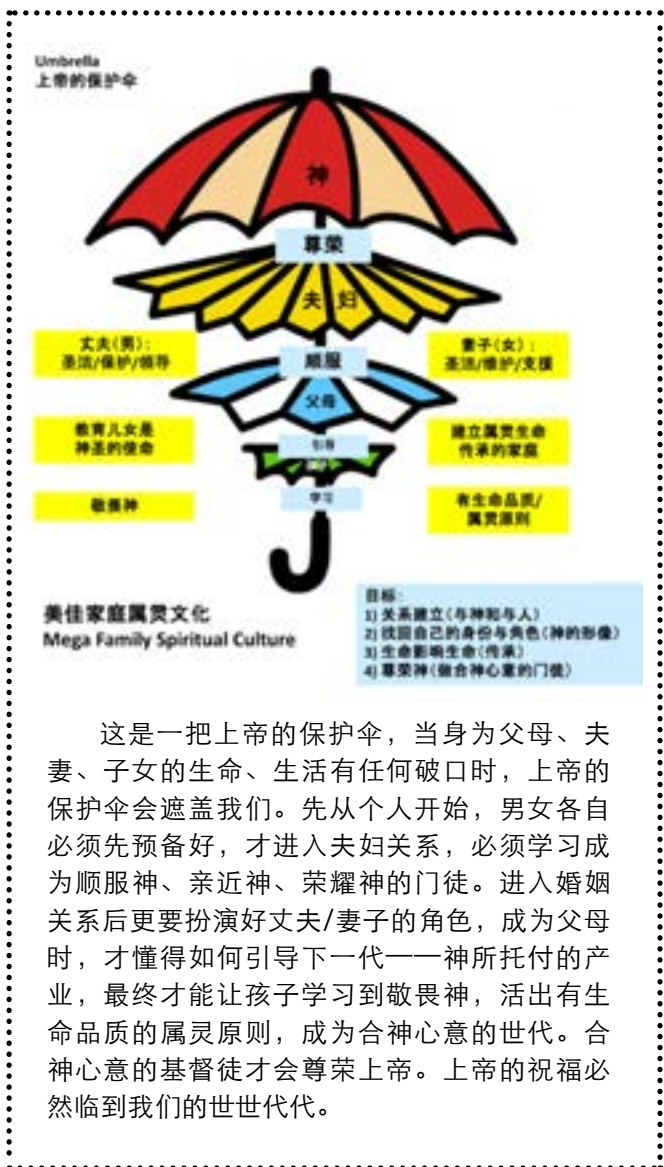 Umbrella
上帝的保护伞
神
尊荣
夫 妇
丈夫(男):
圣洁/保护/领导
顺服
妻子(女):
圣洁/维护/支援
父母
教育儿女是
神圣的使命
引导
建立属灵生命
传承的家庭
敬畏神
学习
有生命品质/
属灵原则
美佳家庭属灵文化
Mega Family Spiritual Culture
目标:
1) 关系建立(与神和与人)
2) 找回自己的身份与角色(神的形像)
3) 生命影响生命(传承)
4) 尊荣神(做合神心意的门徒)
这是一把上帝的保护伞，当身为父母、夫
妻、子女的生命、生活有任何破口时，上帝的
保护伞会遮盖我们。先从个人开始，男女各自
必须先预备好，才进入夫妇关系，必须学习成
为顺服神、亲近神、荣耀神的门徒。进入婚姻
关系后更要扮演好丈夫/妻子的角色，成为父母
时，才懂得如何引导下一代——神所托付的产
业，最终才能让孩子学习到敬畏神，活出有生
命品质的属灵原则，成为合神心意的世代。合
神心意的基督徒才会尊荣上帝。上帝的祝福必
然临到我们的世世代代。